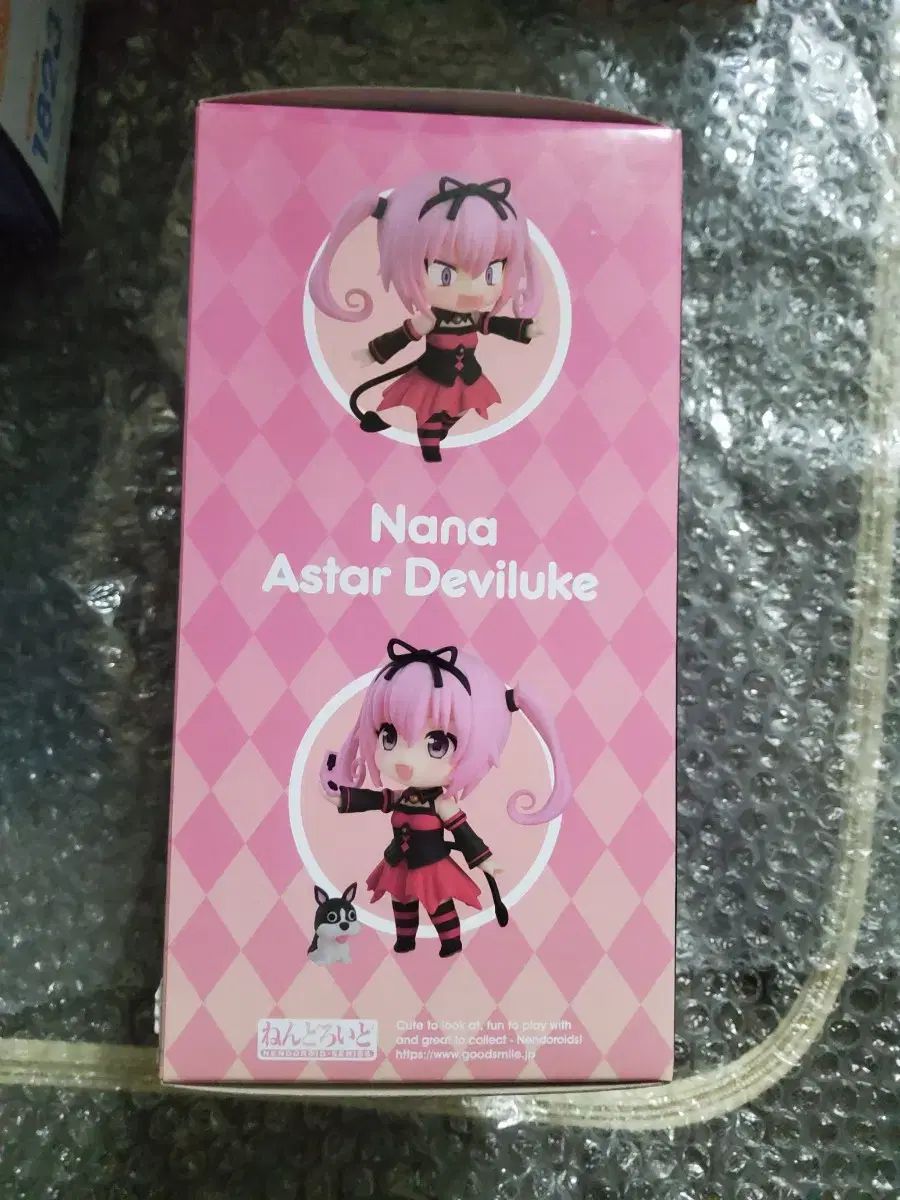 1823
Nana
Astar Deviluke
ねんどろいど
NENDOROID-SERIES
Cute to look at, fun to play with
and great to collect - Nendoroids!
https://www.goodsmile.jp